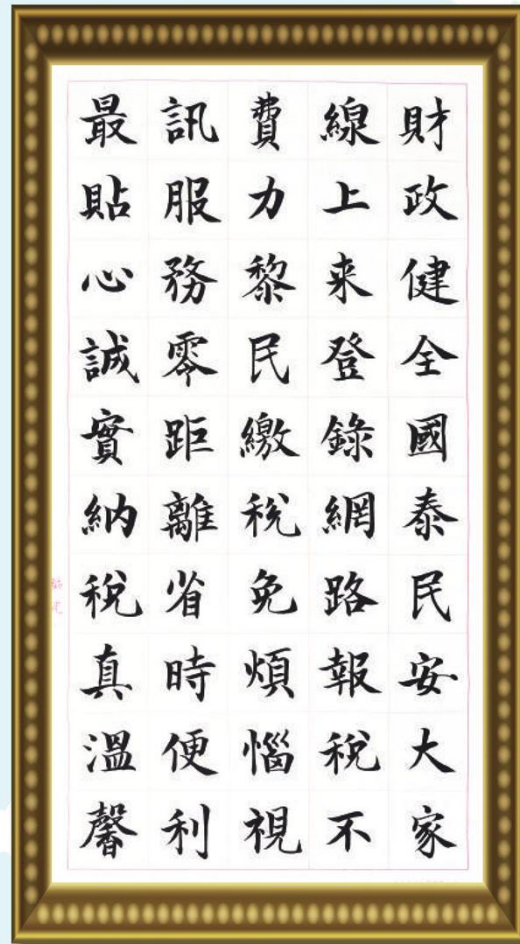 財政健全國泰民安大家
線上来登錄網路報稅不
費力黎民繳稅免煩惱視
訊服務零距離省時便利
最貼心誠實納稅真溫馨